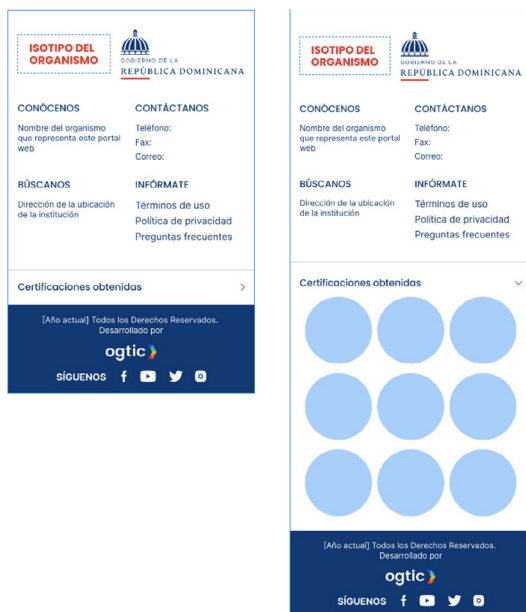 ISOTIPO DEL
ORGANISMO
GOBIERNO DE LA
REPÚBLICA DOMINICANA
CONÓCENOS
Nombre del organismo
que representa este portal
web
CONTÁCTANOS
Teléfono:
Fax:
Correo:
BÚSCANOS
Dirección de la ubicación
de la institución
INFÓRMATE
Términos de uso
Política de privacidad
Preguntas frecuentes
Certificaciones obtenidas
[Año actual] Todos los Derechos Reservados.
Desarrollado por
ogtic
SÍGUENOS
ISOTIPO DEL
ORGANISMO
GOBIERNO DE LA
REPÚBLICA DOMINICANA
CONÓCENOS
Nombre del organismo
que representa este portal
web
CONTÁCTANOS
Teléfono:
Fax:
Correo:
BÚSCANOS
Dirección de la ubicación
de la institución
INFÓRMATE
Términos de uso
Política de privacidad
Preguntas frecuentes
Certificaciones obtenidas
[Año actual] Todos los Derechos Reservados.
Desarrollado por
ogtic
SÍGUENOS